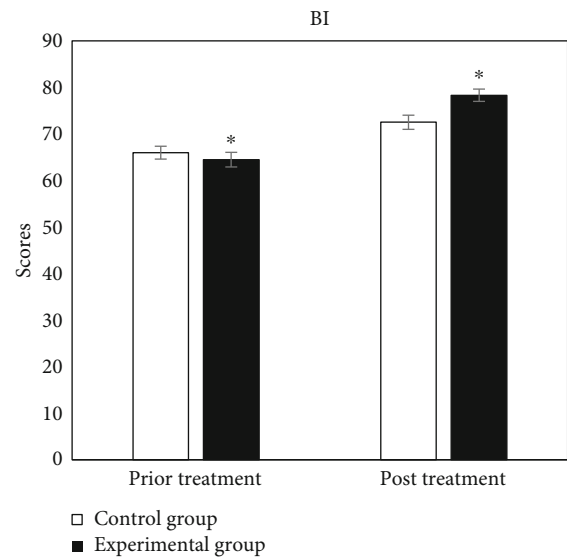 BI
90
80
70
60
50
40
30
20
10
0
Scores
*
*
Prior treatment Post treatment
Control group
Experimental group